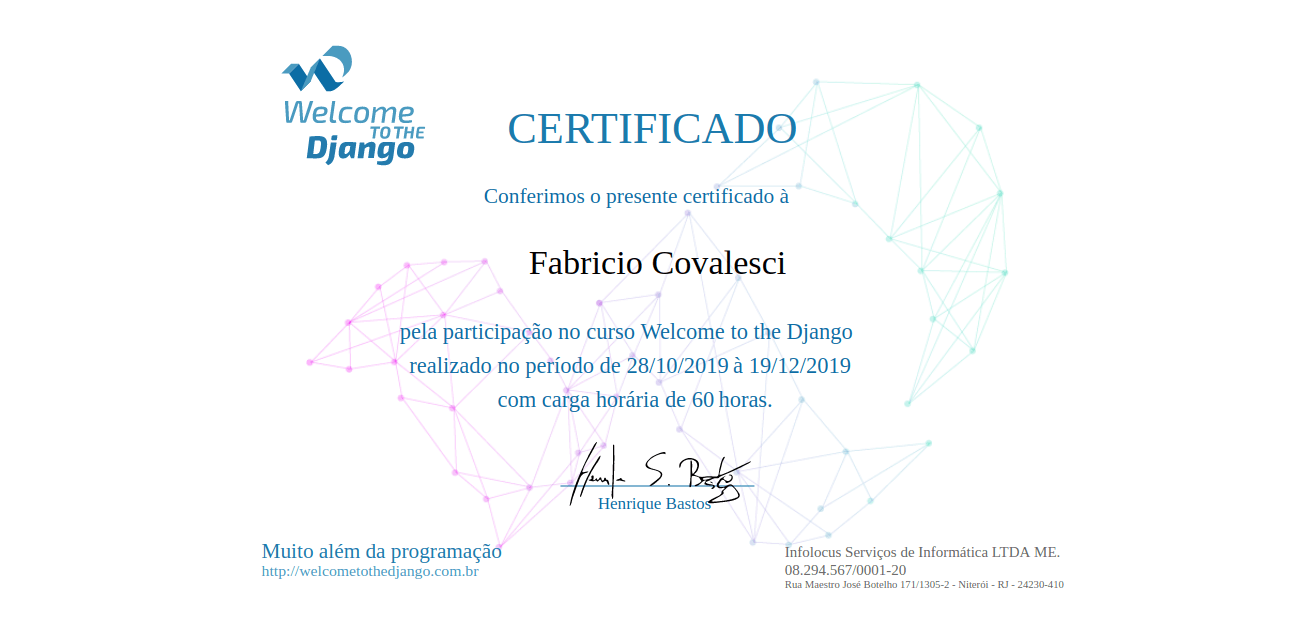 Welcome
TO THE
Django
CERTIFICADO
Conferimos o presente certificado à
Fabricio Covalesci
pela participação no curso Welcome to the Django
realizado no período de 28/10/2019 à 19/12/2019
com carga horária de 60 horas.
Henrique S. Bastos
Henrique Bastos
Muito além da programação
http://welcometothedjango.com.br
Infolocus Serviços de Informática LTDA ME.
08.294.567/0001-20
Rua Maestro José Botelho 171/1305-2 - Niterói - RJ - 24230-410